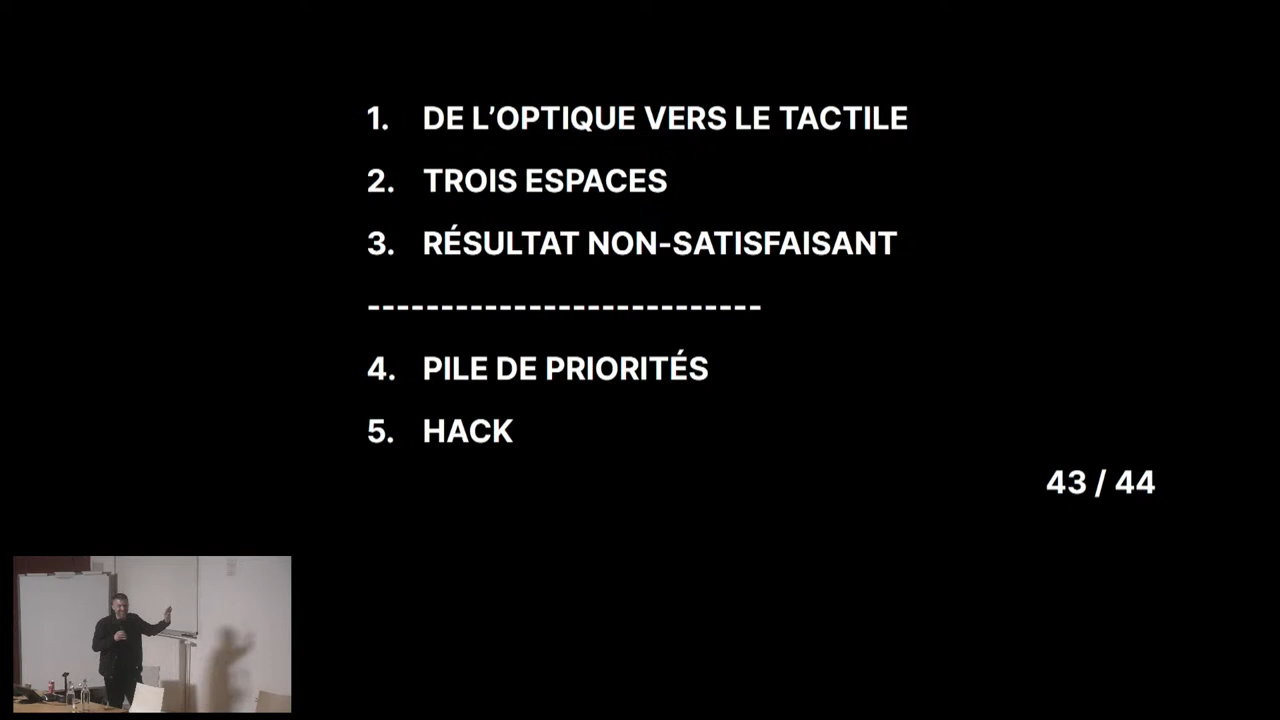 1. DE L’OPTIQUE VERS LE TACTILE
2. TROIS ESPACES
3. RÉSULTAT NON-SATISFAISANT
---------------------------
4. PILE DE PRIORITÉS
5. HACK
43 / 44